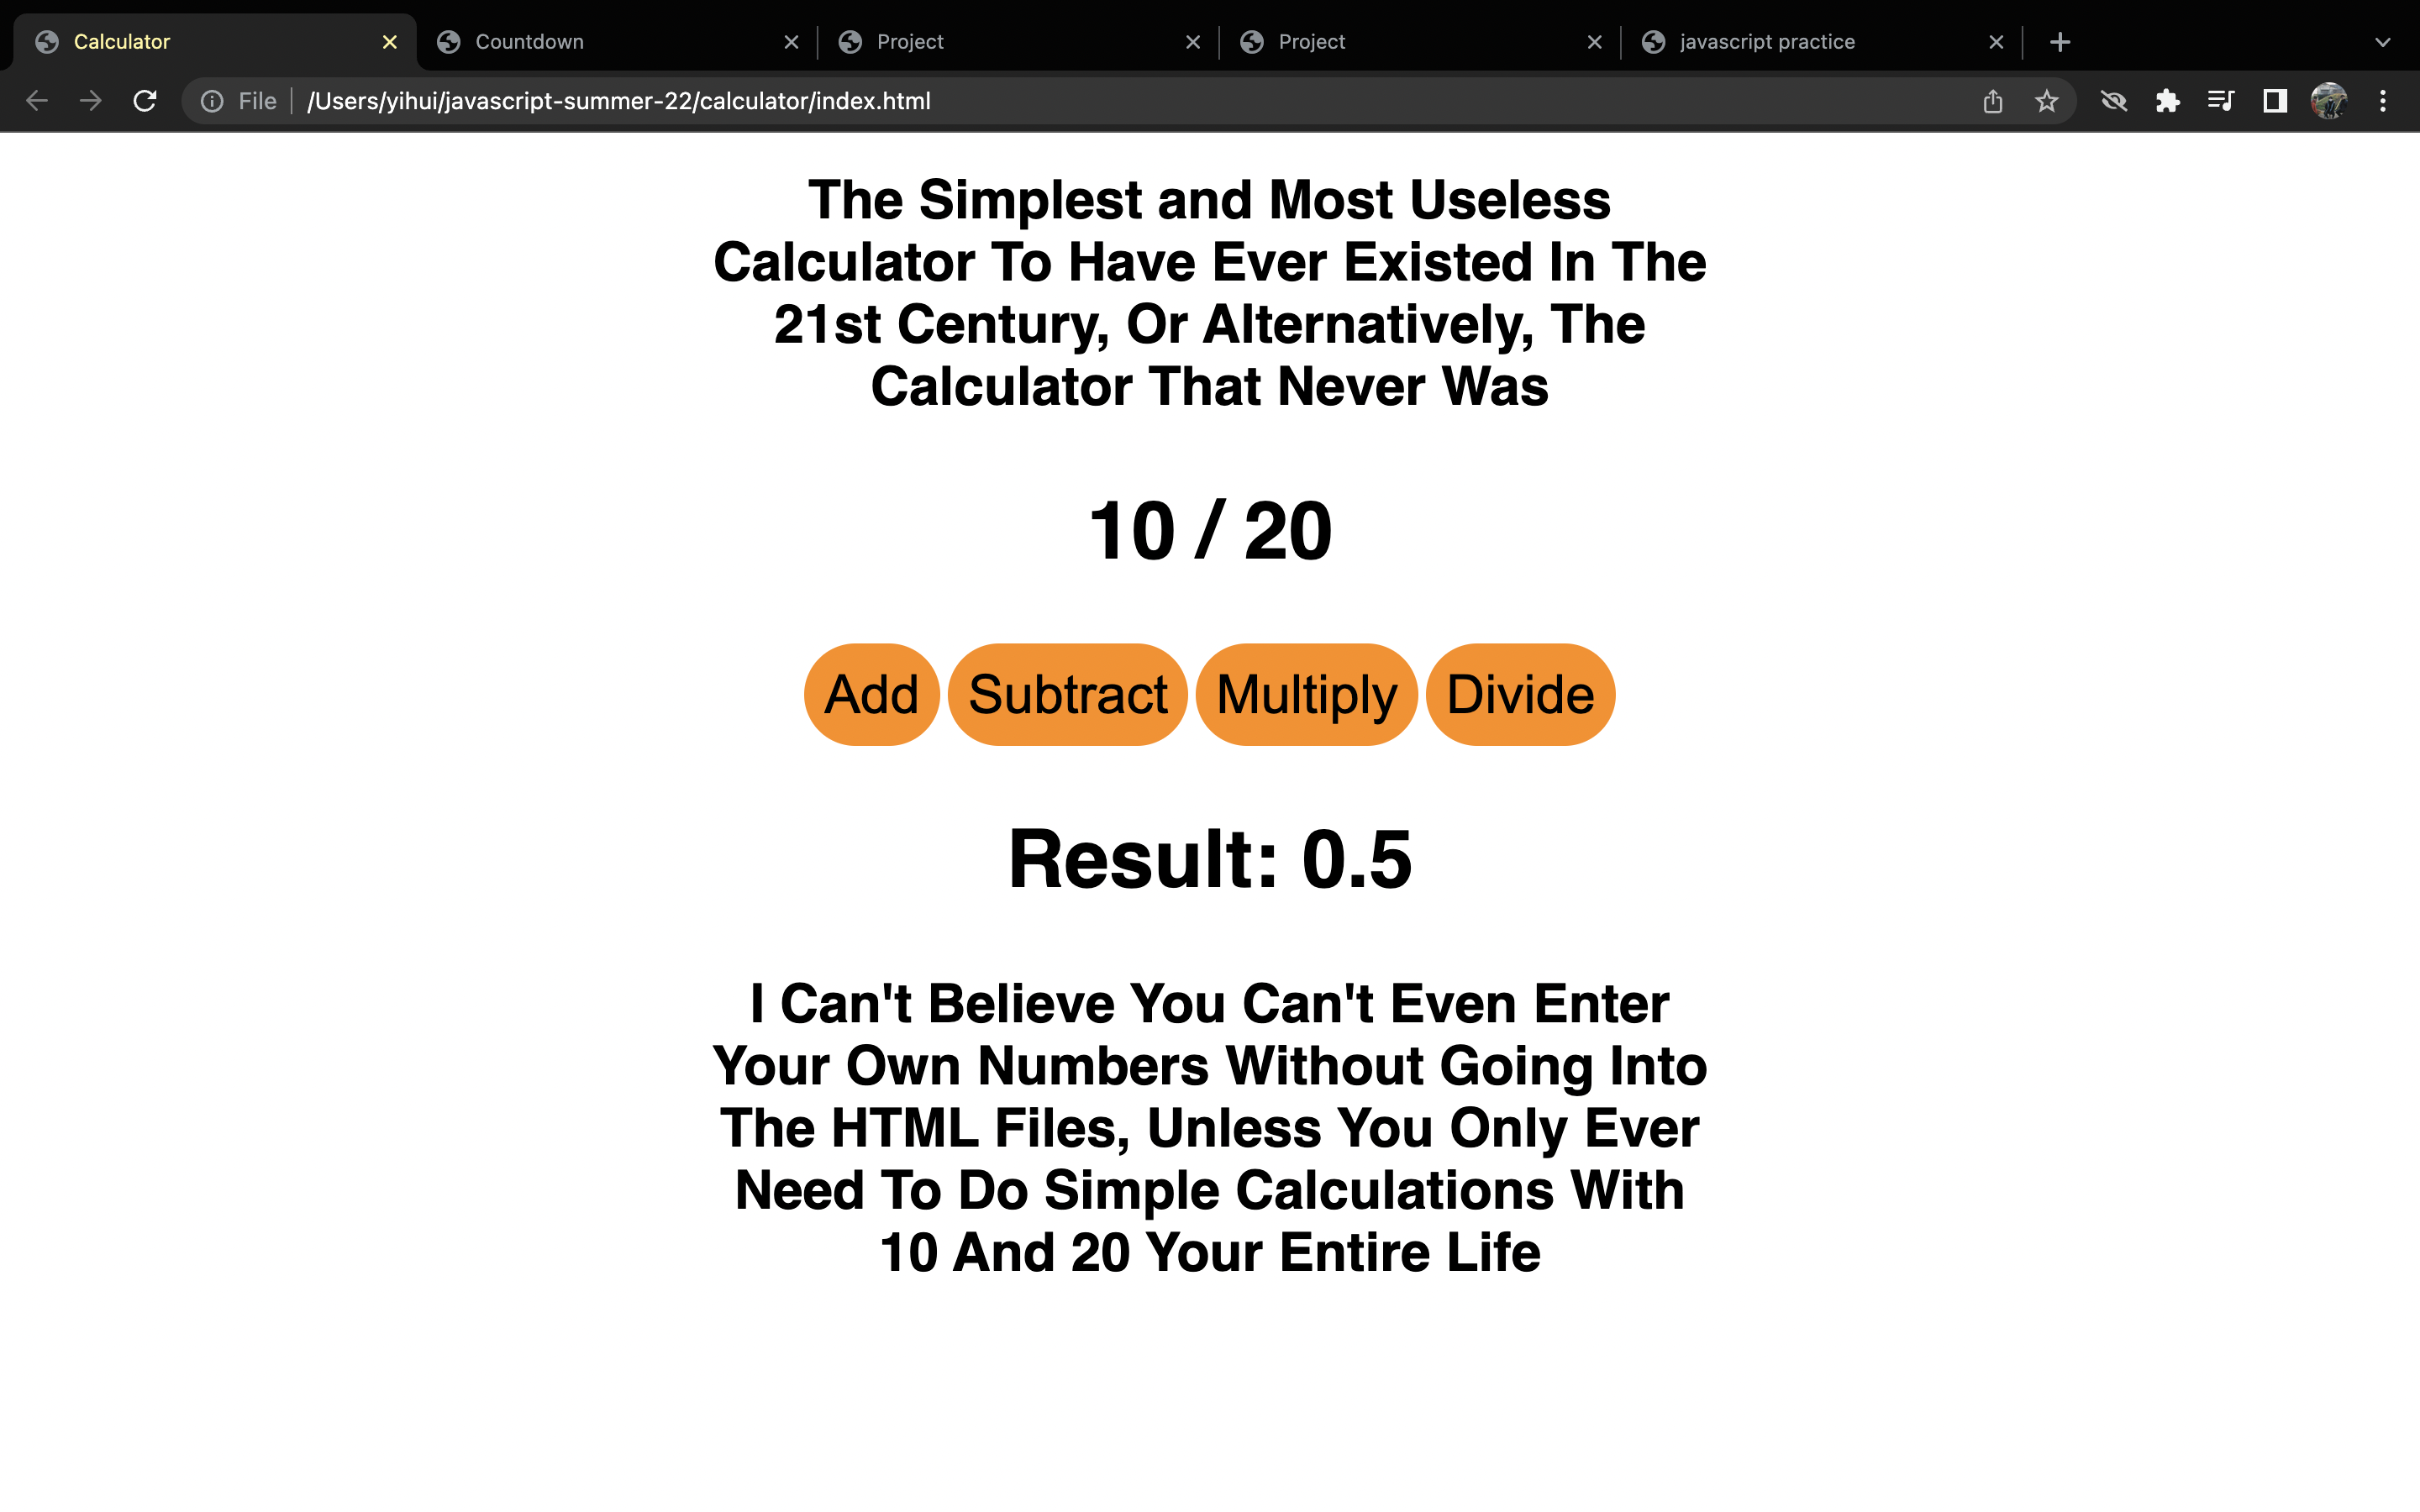 Calculator
Countdown
Project
Project
javascript practice
File
/Users/yihui/javascript-summer-22/calculator/index.html
The Simplest and Most Useless
Calculator To Have Ever Existed In The
21st Century, Or Alternatively, The
Calculator That Never Was
10 / 20
Add Subtract Multiply Divide
Result: 0.5
I Can't Believe You Can't Even Enter
Your Own Numbers Without Going Into
The HTML Files, Unless You Only Ever
Need To Do Simple Calculations With
10 And 20 Your Entire Life